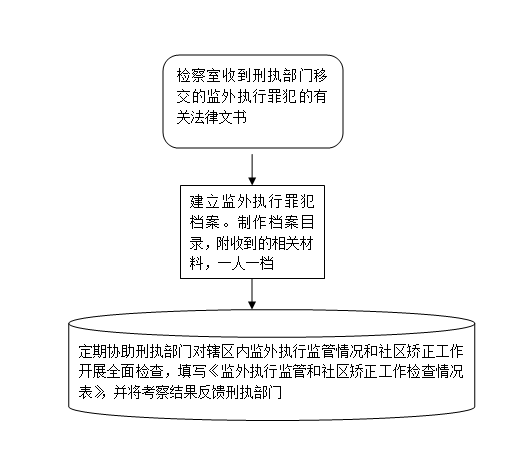 检察室收到刑执部门移
交的监外执行罪犯的有
关法律文书
建立监外执行罪犯
档案。制作档案目
录，附收到的相关材
料，一人一档
定期协助刑执部门对辖区内监外执行监管情况和社区矫正工作
开展全面检查，填写《监外执行监管和社区矫正工作检查情况
表》，并将考察结果反馈刑执部门